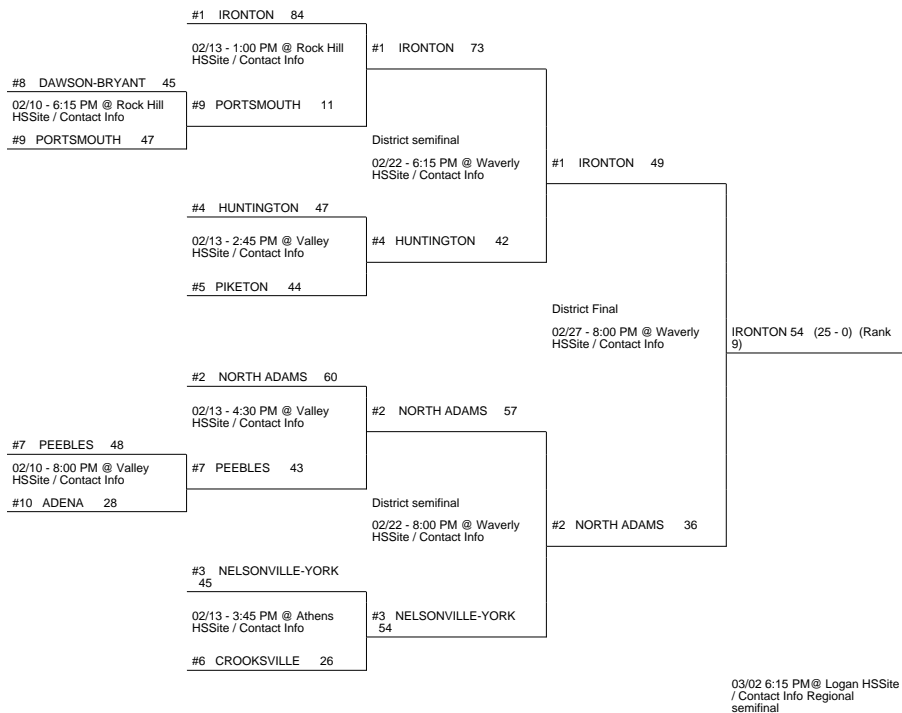 #1 IRONTON 84
02/13 - 1:00 PM @ Rock Hill
HSSite / Contact Info
#1 IRONTON 73
#8 DAWSON-BRYANT 45
02/10 - 6:15 PM @ Rock Hill
HSSite / Contact Info
#9 PORTSMOUTH 47
#9 PORTSMOUTH 11
District semifinal
02/22 - 6:15 PM @ Waverly
HSSite / Contact Info
#1 IRONTON 49
#4 HUNTINGTON 47
02/13 - 2:45 PM @ Valley
HSSite / Contact Info
#4 HUNTINGTON 42
#5 PIKETON 44
District Final
02/27 - 8:00 PM @ Waverly
HSSite / Contact Info
IRONTON 54 (25 - 0) (Rank
9)
#2 NORTH ADAMS 60
02/13 - 4:30 PM @ Valley
HSSite / Contact Info
#2 NORTH ADAMS 57
#7 PEEBLES 48
02/10 - 8:00 PM @ Valley
HSSite / Contact Info
#10 ADENA 28
#7 PEEBLES 43
District semifinal
02/22 - 8:00 PM @ Waverly
HSSite / Contact Info
#2 NORTH ADAMS 36
#3 NELSONVILLE-YORK
45
02/13 - 3:45 PM @ Athens
HSSite / Contact Info
#3 NELSONVILLE-YORK
54
#6 CROOKSVILLE 26
03/02 6:15 PM@ Logan HSSite
/ Contact Info Regional
semifinal